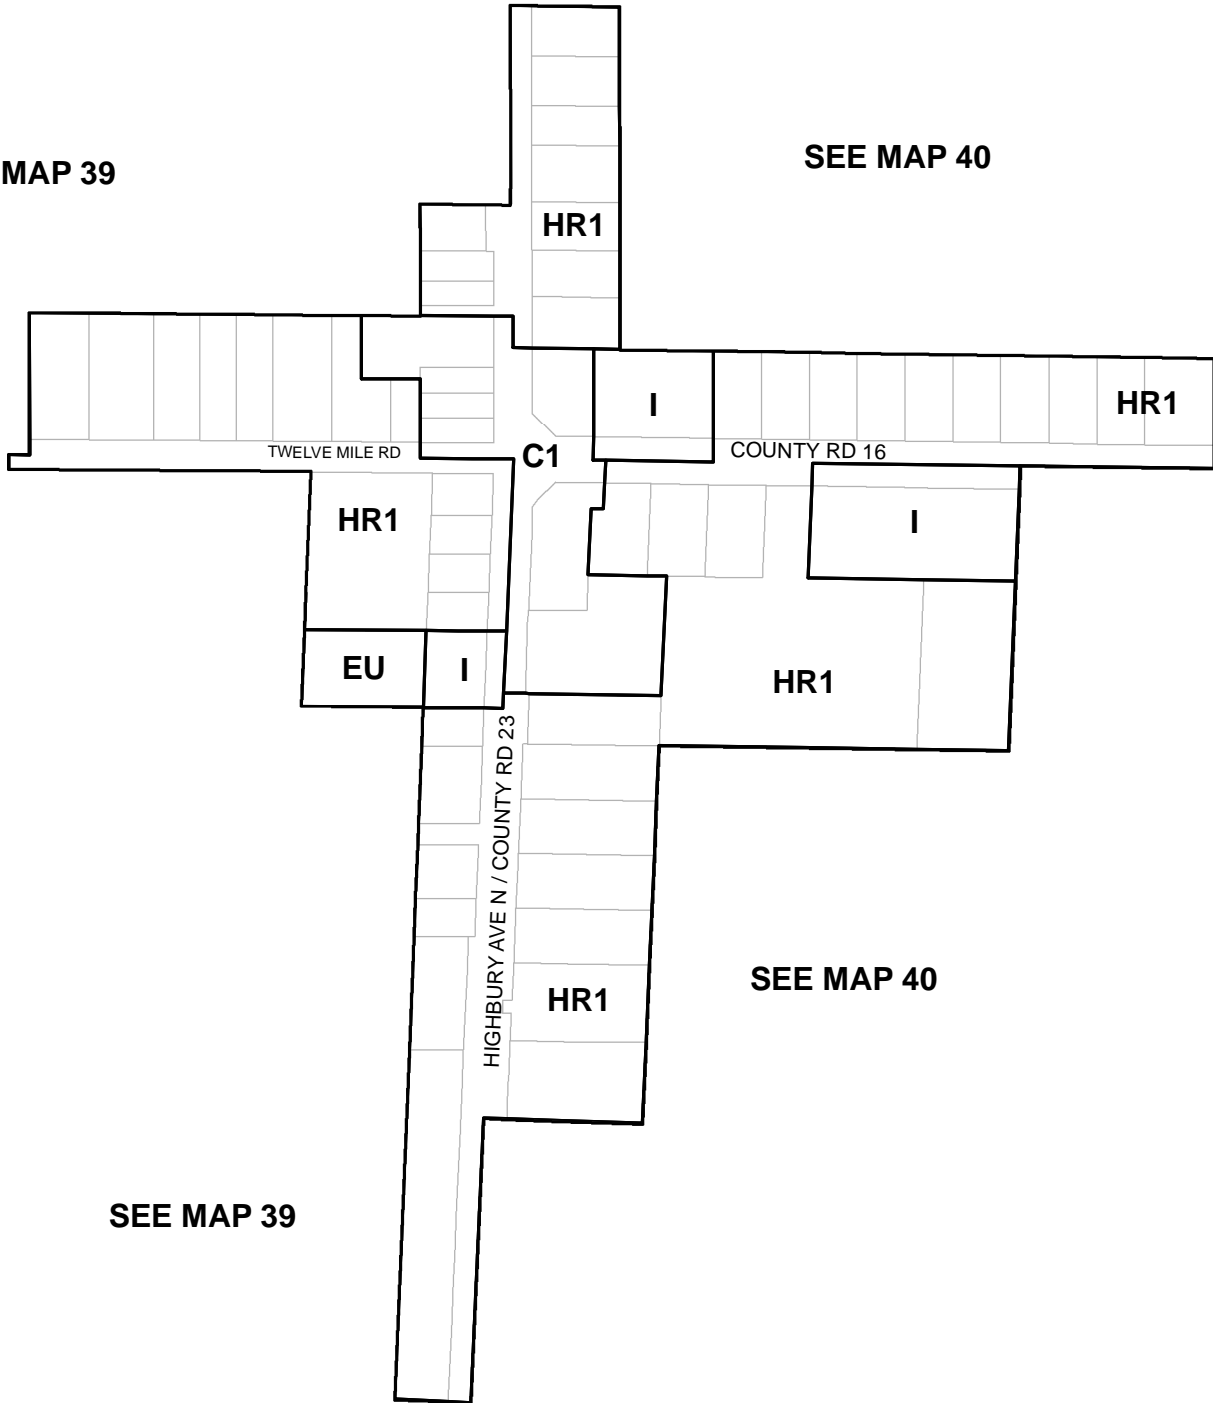 SEE MAP 40
MAP 39
HR1
HR1
I
TWELVE MILE RD
COUNTY RD 16
C1
HR1
I
EU
I
HR1
HIGHBURY AVE N / COUNTY RD 23
SEE MAP 40
HR1
SEE MAP 39